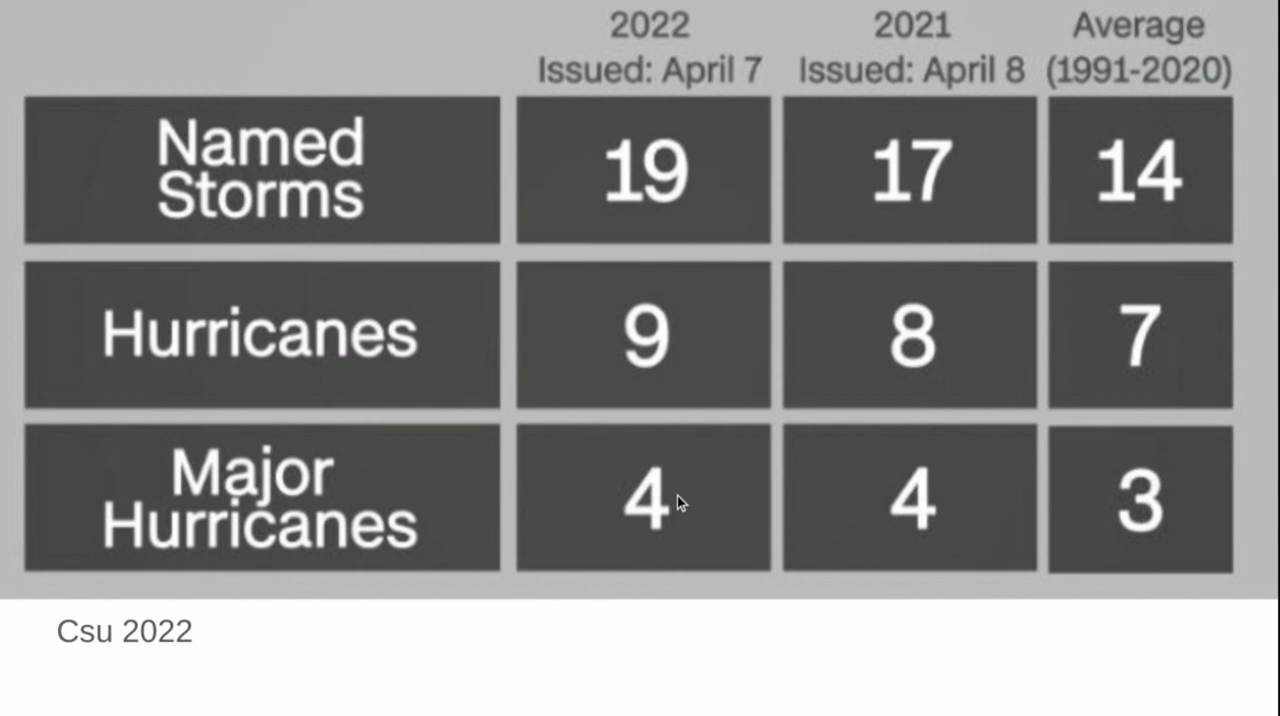 2022 2021 Average
Issued: April 7 Issued: April 8 (1991-2020)
Named
Storms 19 17 14
Hurricanes 9 8 7
Major
Hurricanes 4 4 3
Csu 2022